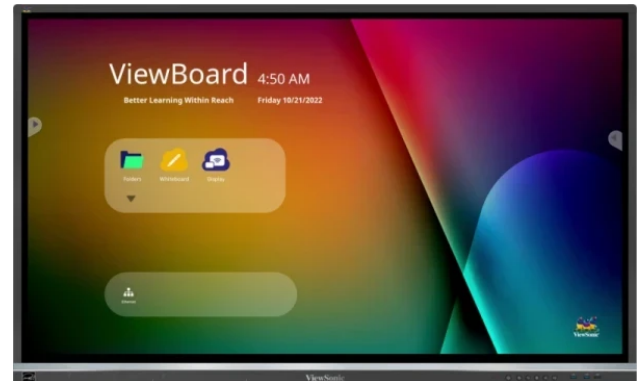 ViewBoard 4:50 AM
Better Learning Within Reach Friday 10/21/2022
Folders Whiteboard Display
ViewSonic
ViewSonic